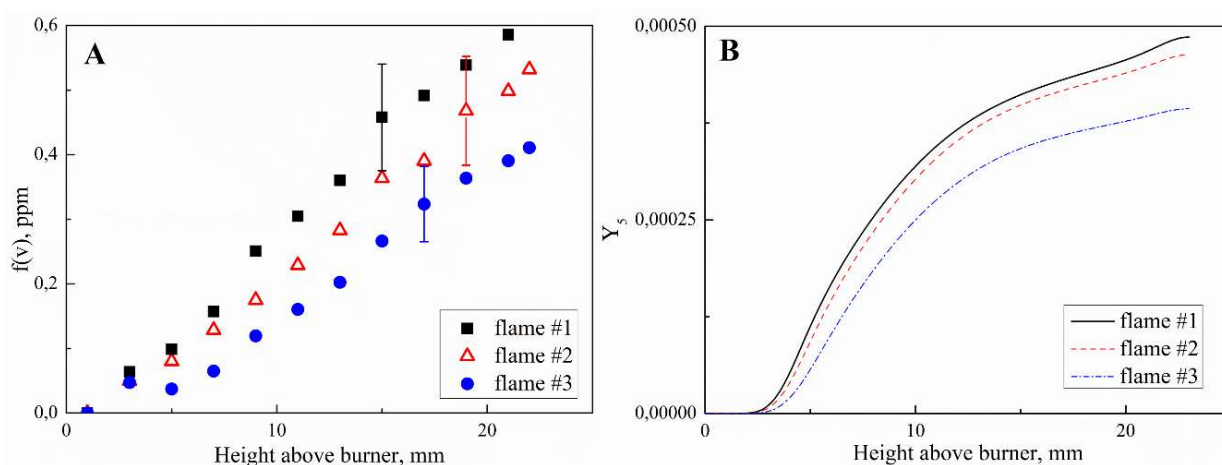 A
f(v), ppm
0,6
0,4
0,2
0,0
0
10
20
Height above burner, mm
flame #1
flame #2
flame #3
B
Y5
0,00050
0,00025
0,00000
0
10
20
Height above burner, mm
flame #1
flame #2
flame #3